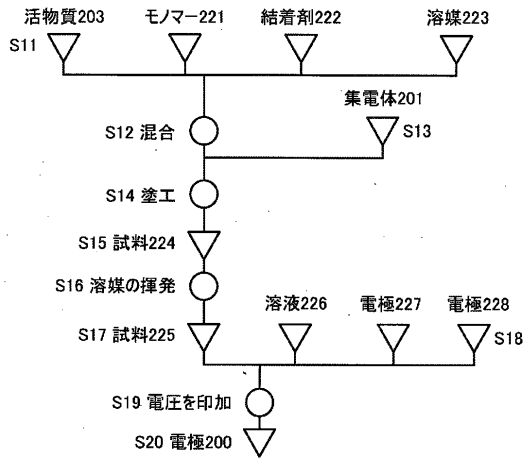 活物質203 モノマー221 結着剤222 溶媒223
S11
集電体201
S12 混合
S13
S14 塗工
S15 試料224
S16 溶媒の揮発
溶液226 電極227 電極228
S17 試料225
S18
S19 電圧を印加
S20 電極200